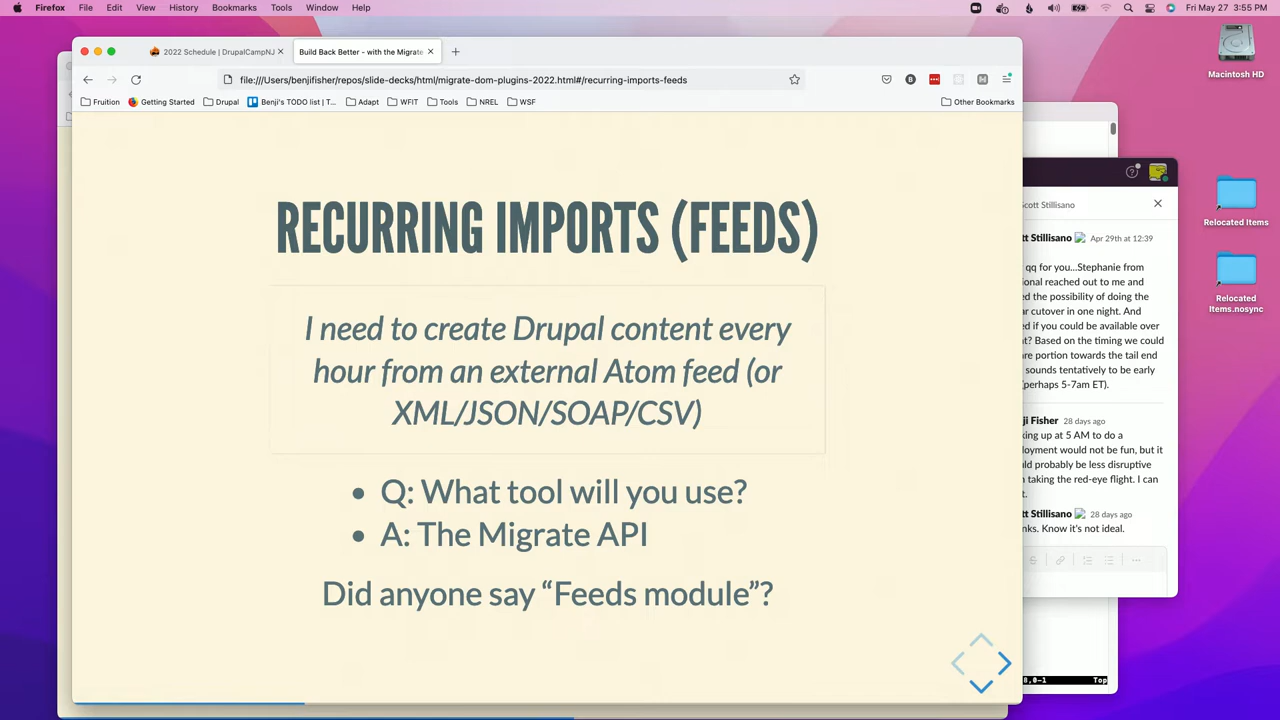 Firefox File Edit View History Bookmarks Tools Window Help Fri May 27 3:55 PM
2022 Schedule | DrupalCampNJ Build Back Better - with the Migrate
file:///Users/benjifisher/repos/slide-decks/html/migrate-dom-plugins-2022.html#/recurring-imports-feeds
Fruition Getting Started Drupal Benji's TODO list | T... Adapt WFIT Tools NREL WSF Other Bookmarks
RECURRING IMPORTS (FEEDS)
I need to create Drupal content every
hour from an external Atom feed (or
XML/JSON/SOAP/CSV)
• Q: What tool will you use?
• A: The Migrate API
Did anyone say “Feeds module”?
Scott Stillisano
tt Stillisano Apr 29th at 12:39
qq for you...Stephanie from
ional reached out to me and
ed the possibility of doing the
ar cutover in one night. And
ed if you could be available over
t? Based on the timing we could
are portion towards the tail end
sounds tentatively to be early
(perhaps 5-7am ET).
ji Fisher 28 days ago
king up at 5 AM to do a
loyment would not be fun, but it
uld probably be less disruptive
n taking the red-eye flight. I can
t.
tt Stillisano 28 days ago
nks. Know it's not ideal.
8,0-1 Top
Macintosh HD
Relocated Items
Relocated
Items.nosync